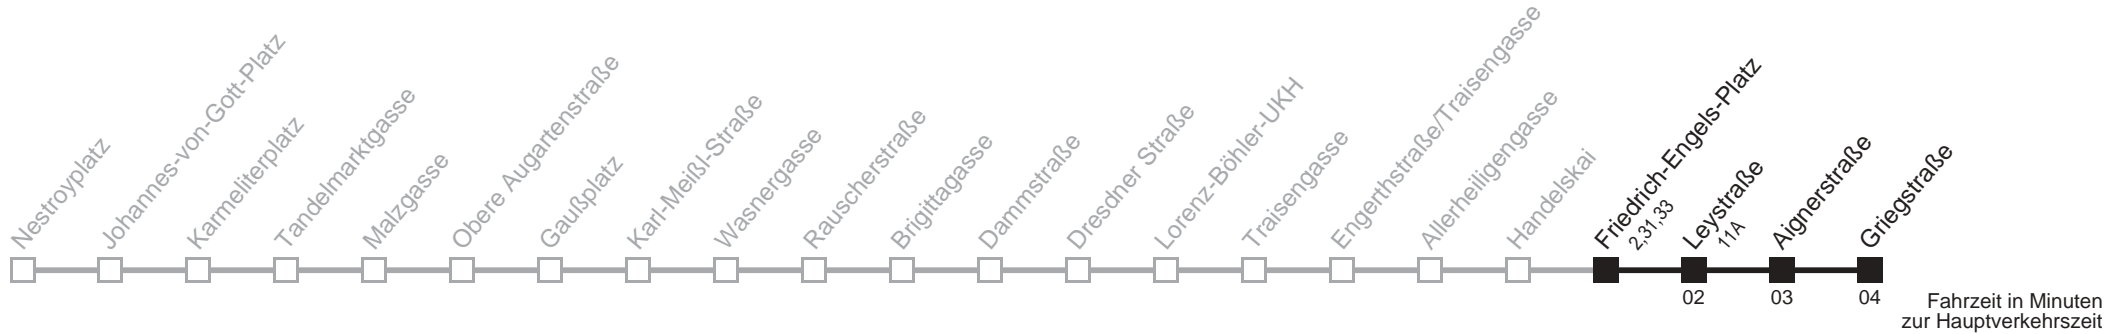 Nestroyplatz
Johannes-von-Gott-Platz
Karmeliterplatz
Tandelmarktgasse
Malzgasse
Obere Augartenstraße
Gaußplatz
Karl-Meißl-Straße
Wasnergasse
Rauscherstraße
Brigittagasse
Dammstraße
Dresdner Straße
Lorenz-Böhler-UKH
Traisengasse
Engerthstraße/Traisengasse
Allerheiligengasse
Handelskai
Friedrich-Engels-Platz
2,31,33
Leystraße
11A
Aignerstraße
Griegstraße
02
03
04
Fahrzeit in Minuten
zur Hauptverkehrszeit